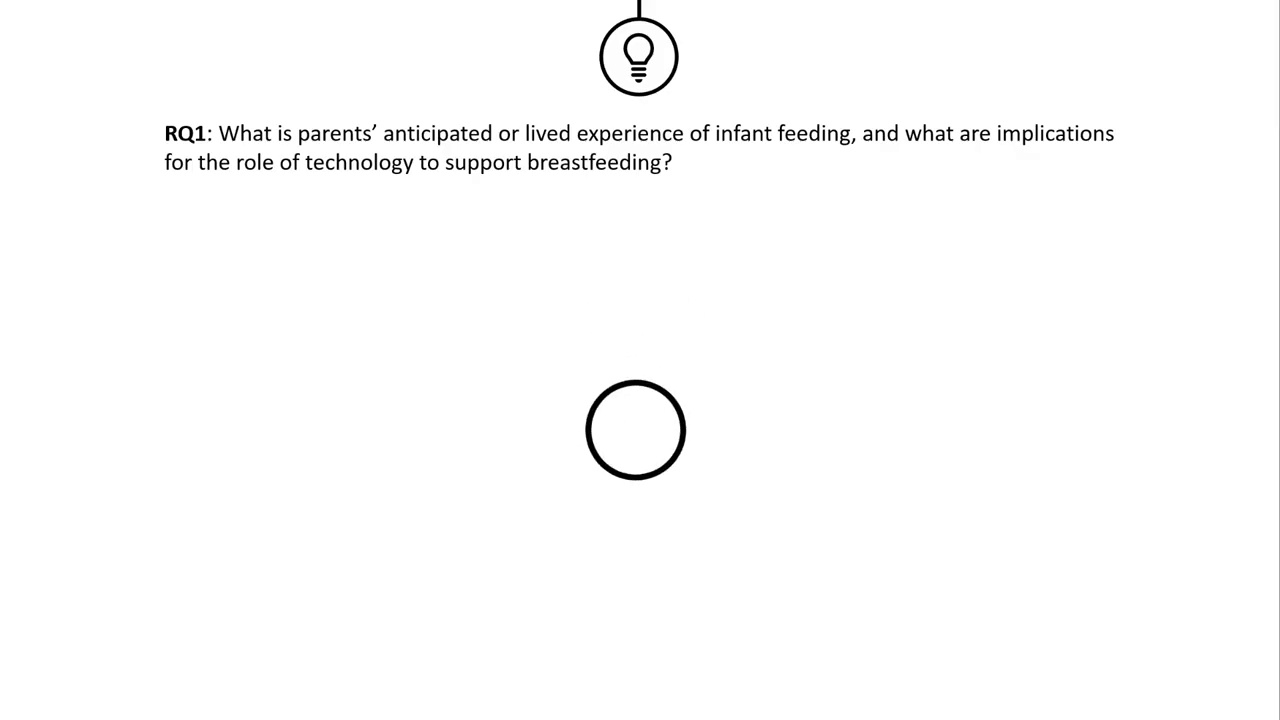 RQ1: What is parents’ anticipated or lived experience of infant feeding, and what are implications
for the role of technology to support breastfeeding?